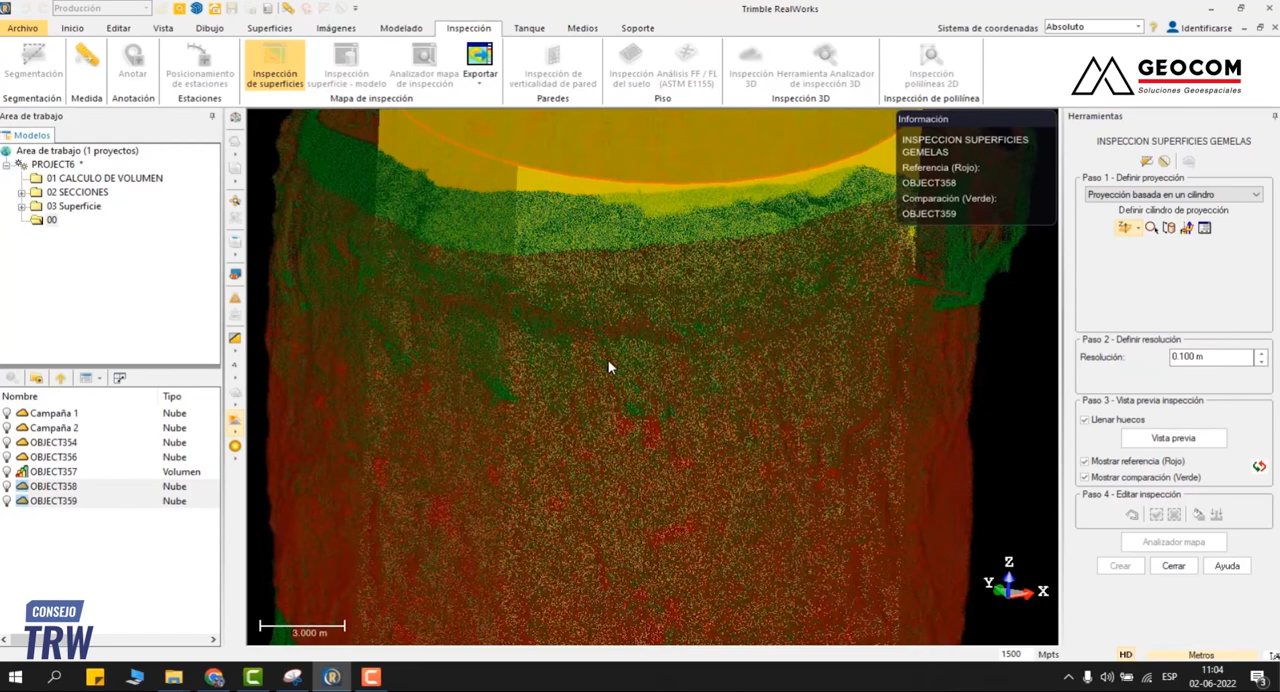 Producción
Trimble RealWorks
Archivo Inicio Editar Vista Dibujo Superficies Imágenes Modelado Inspección Tanque Medios Soporte
Sistema de coordenadas Absoluto ? Identificarse
Segmentación
Anotar
Posicionamiento de estaciones
Inspección de superficies
Inspección superficie - modelo
Analizador mapa de inspección
Exportar
Inspección de verticalidad de pared
Inspección del suelo
Análisis FF / FL (ASTM E1155)
Inspección 3D
Herramienta Analizador de inspección 3D
Inspección polilíneas 2D
Segmentación Medida Anotación Estaciones Mapa de inspección Paredes Piso Inspección 3D Inspección de polilínea
GEOCOM
Soluciones Geoespaciales
Area de trabajo
Modelos
Area de trabajo (1 proyectos)
PROJECT6 *
01 CALCULO DE VOLUMEN
02 SECCIONES
03 Superficie
00
Nombre Tipo
Campaña 1 Nube
Campaña 2 Nube
OBJECT354 Nube
OBJECT356 Nube
OBJECT357 Volumen
OBJECT358 Nube
OBJECT359 Nube
Información
INSPECCION SUPERFICIES
GEMELAS
Referencia (Rojo):
OBJECT358
Comparación (Verde):
OBJECT359
Z
Y
X
3.000 m
Herramientas
INSPECCION SUPERFICIES GEMELAS
Paso 1 - Definir proyección
Proyección basada en un cilindro
Definir cilindro de proyección
Paso 2 - Definir resolución
Resolución: 0.100 m
Paso 3 - Vista previa inspección
Llenar huecos
Vista previa
Mostrar referencia (Rojo)
Mostrar comparación (Verde)
Paso 4 - Editar inspección
Analizador mapa
Crear Cerrar Ayuda
CONSEJO
TRW
1500 Mpts HD Metros
ESP
11:04
02-06-2022
3